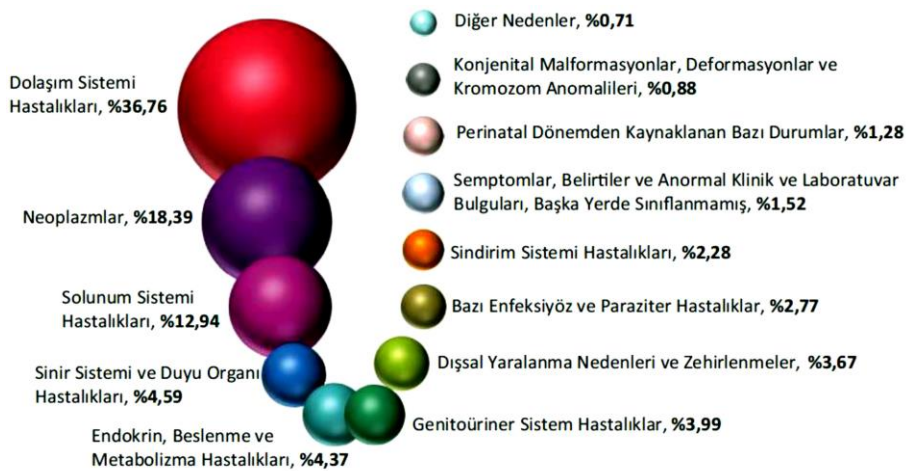 Dolaşım Sistemi
Hastalıkları, %36,76
Neoplazmlar, %18,39
Solunum Sistemi
Hastalıkları, %12,94
Sinir Sistemi ve Duyu Organı
Hastalıkları, %4,59
Endokrin, Beslenme ve
Metabolizma Hastalıkları, %4,37
Genitoüriner Sistem Hastalıklar, %3,99
Dışsal Yaralanma Nedenleri ve Zehirlenmeler, %3,67
Bazı Enfeksiyöz ve Paraziter Hastalıklar, %2,77
Sindirim Sistemi Hastalıkları, %2,28
Semptomlar, Belirtiler ve Anormal Klinik ve Laboratuvar
Bulguları, Başka Yerde Sınıflanmamış, %1,52
Perinatal Dönemden Kaynaklanan Bazı Durumlar, %1,28
Konjenital Malformasyonlar, Deformasyonlar ve
Kromozom Anomalileri, %0,88
Diğer Nedenler, %0,71